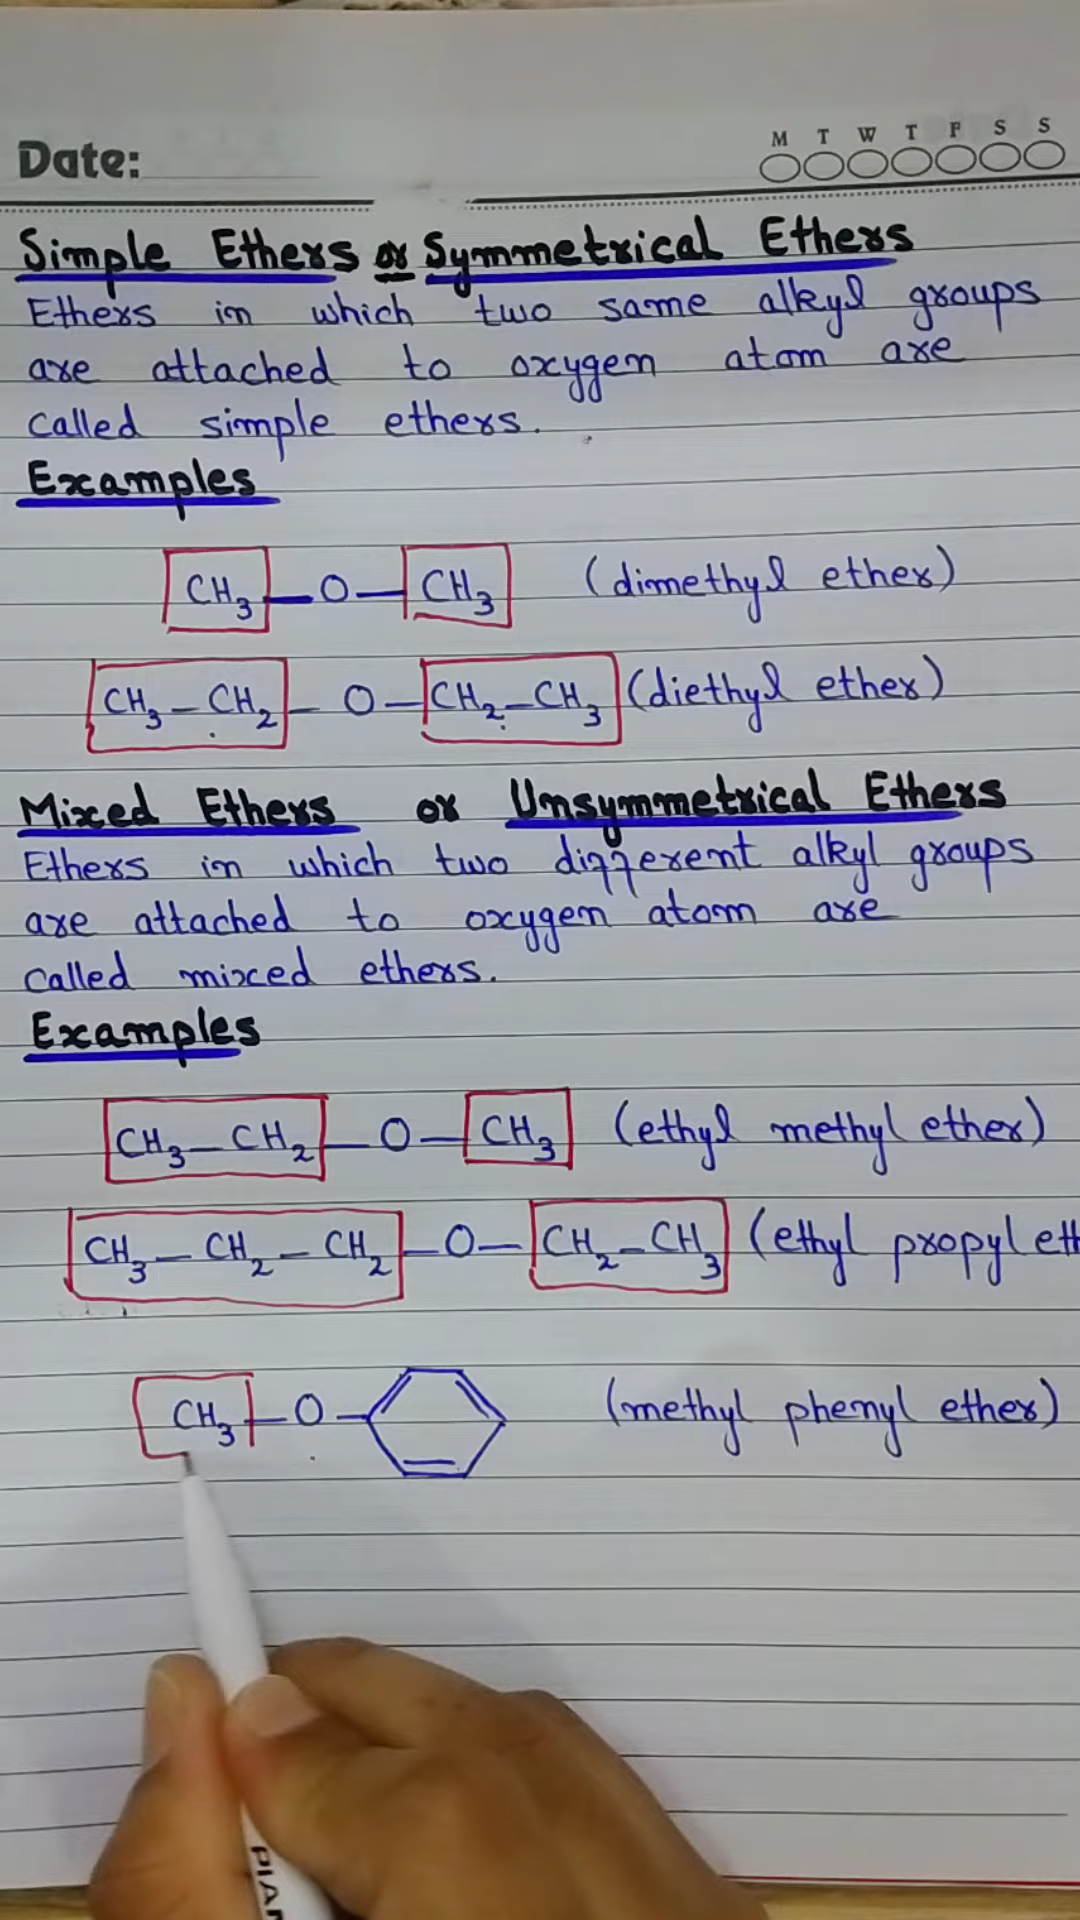 M T W T F S S
Date:
Simple Ethers or Symmetrical Ethers
Ethers in which two same alkyl groups
are attached to oxygen atom are
called simple ethers.
Examples
CH3 — O — CH3 (dimethyl ether)
CH3 — CH2 — O — CH2 — CH3 (diethyl ether)
Mixed Ethers or Unsymmetrical Ethers
Ethers in which two different alkyl groups
are attached to oxygen atom are
called mixed ethers.
Examples
CH3 — CH2 — O — CH3 (ethyl methyl ether)
CH3 — CH2 — CH2 — O — CH2 — CH3 (ethyl propyl eth
CH3 — O — (methyl phenyl ether)
PIA